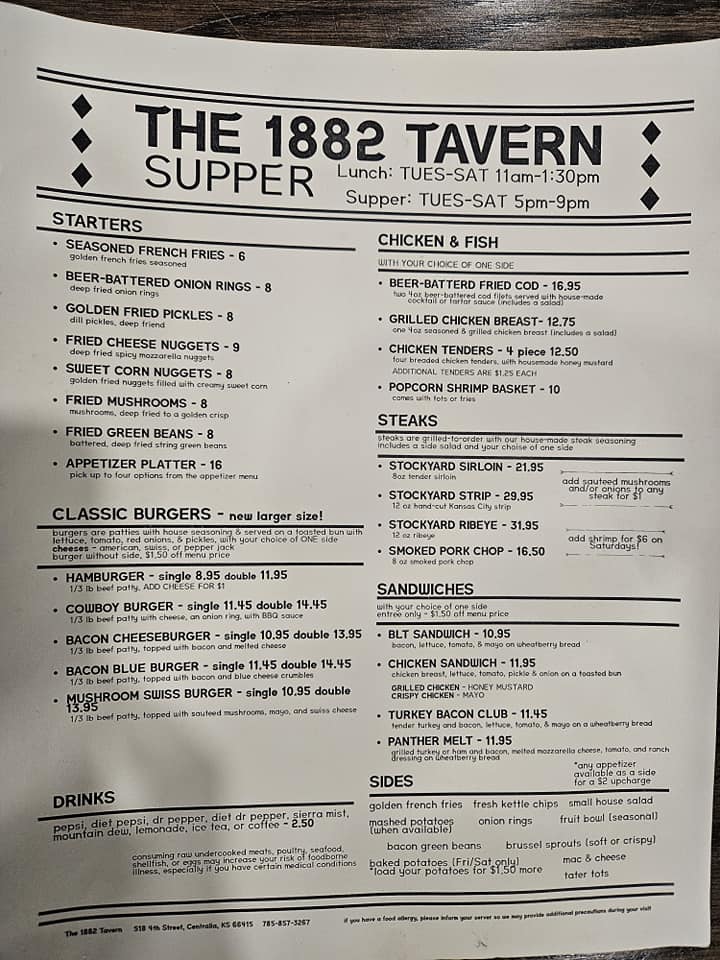 THE 1882 TAVERN
SUPPER
Lunch: TUES-SAT 11am-1:30pm
Supper: TUES-SAT 5pm-9pm
STARTERS
• SEASONED FRENCH FRIES - 6
golden french fries seasoned
• BEER-BATTERED ONION RINGS - 8
deep fried onion rings
• GOLDEN FRIED PICKLES - 8
dill pickles, deep friend
• FRIED CHEESE NUGGETS - 9
deep fried spicy mozzarella nuggets
• SWEET CORN NUGGETS - 8
golden fried nuggets filled with creamy sweet corn
• FRIED MUSHROOMS - 8
mushrooms, deep fried to a golden crisp
• FRIED GREEN BEANS - 8
battered, deep fried string green beans
• APPETIZER PLATTER - 16
pick up to four options from the appetizer menu
CLASSIC BURGERS - new larger size!
burgers are patties with house seasoning & served on a toasted bun with
lettuce, tomato, red onions, & pickles, with your choice of ONE side
cheeses - american, swiss, or pepper jack
burger without side, $1.50 off menu price
• HAMBURGER - single 8.95 double 11.95
1/3 lb beef patty, ADD CHEESE FOR $1
• COWBOY BURGER - single 11.45 double 14.45
1/3 lb beef patty with cheese, an onion ring, with BBQ sauce
• BACON CHEESEBURGER - single 10.95 double 13.95
1/3 lb beef patty, topped with bacon and melted cheese
• BACON BLUE BURGER - single 11.45 double 14.45
1/3 lb beef patty, topped with bacon and blue cheese crumbles
• MUSHROOM SWISS BURGER - single 10.95 double
13.95
1/3 lb beef patty, topped with sauteed mushrooms, mayo, and swiss cheese
DRINKS
pepsi, diet pepsi, dr pepper, diet dr pepper, sierra mist,
mountain dew, lemonade, ice tea, or coffee - 2.50
consuming raw undercooked meats, poultry, seafood,
shellfish, or eggs may increase your risk of foodborne
illness, especially if you have certain medical conditions
CHICKEN & FISH
WITH YOUR CHOICE OF ONE SIDE
• BEER-BATTERD FRIED COD - 16.95
two 4oz beer-battered cod filets served with house-made
cocktail or tartar sauce (includes a salad)
• GRILLED CHICKEN BREAST- 12.75
one 4oz seasoned & grilled chicken breast (includes a salad)
• CHICKEN TENDERS - 4 piece 12.50
four breaded chicken tenders, with housemade honey mustard
ADDITIONAL TENDERS ARE $1.25 EACH
• POPCORN SHRIMP BASKET - 10
comes with tots or fries
STEAKS
steaks are grilled-to-order with our house-made steak seasoning
includes a side salad and your choise of one side
• STOCKYARD SIRLOIN - 21.95
8oz tender sirloin
• STOCKYARD STRIP - 29.95
12 oz hand-cut Kansas City strip
• STOCKYARD RIBEYE - 31.95
12 oz ribeye
• SMOKED PORK CHOP - 16.50
8 oz smoked pork chop
add sauteed mushrooms
and/or onions to any
steak for $1
add shrimp for $6 on
Saturdays!
SANDWICHES
with your choice of one side
entree only - $1.50 off menu price
• BLT SANDWICH - 10.95
bacon, lettuce, tomato, & mayo on wheatberry bread
• CHICKEN SANDWICH - 11.95
chicken breast, lettuce, tomato, pickle & onion on a toasted bun
GRILLED CHICKEN - HONEY MUSTARD
CRISPY CHICKEN - MAYO
• TURKEY BACON CLUB - 11.45
tender turkey and bacon, lettuce, tomato, & mayo on a wheatberry bread
• PANTHER MELT - 11.95
grilled turkey or ham and bacon, melted mozzarella cheese, tomato, and ranch
dressing on wheatberry bread
*any appetizer
available as a side
for a $2 upcharge
SIDES
golden french fries fresh kettle chips small house salad
mashed potatoes onion rings fruit bowl (seasonal)
(when available)
bacon green beans brussel sprouts (soft or crispy)
baked potatoes (Fri/Sat only) mac & cheese
*load your potatoes for $1.50 more tater tots
The 1882 Tavern 518 4th Street, Centralia, KS 66415 785-857-3267
if you have a food allergy, please inform your server so we may provide additional precautions during your visit